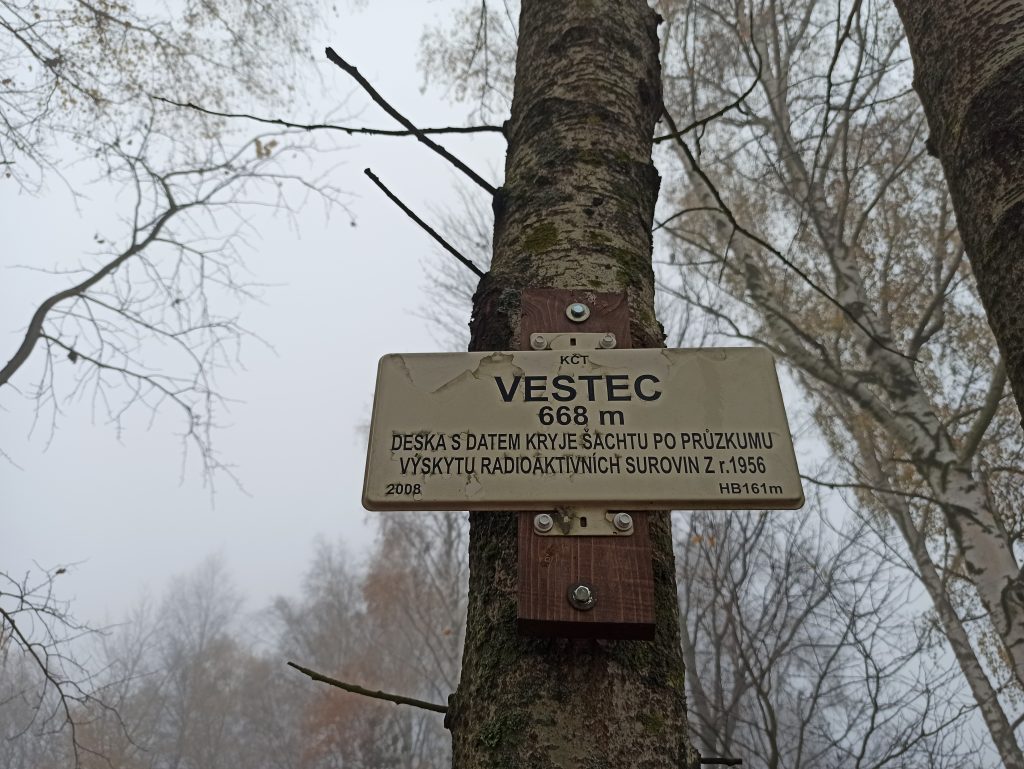 KČT
VESTEC
668 m
DESKA S DATEM KRYJE ŠACHTU PO PRŮZKUMU
VÝSKYTU RADIOAKTIVNÍCH SUROVIN Z r.1956
2008 HB161m